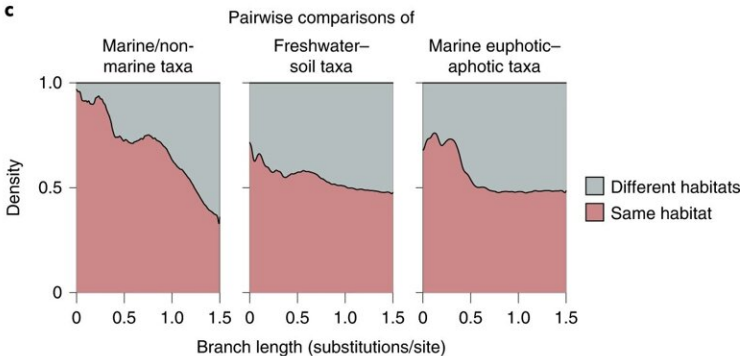 c
Pairwise comparisons of
Marine/non-
marine taxa
Freshwater–
soil taxa
Marine euphotic–
aphotic taxa
1.0
0.5
0
Density
0 0.5 1.0 1.5
0 0.5 1.0 1.5
0 0.5 1.0 1.5
Branch length (substitutions/site)
Different habitats
Same habitat